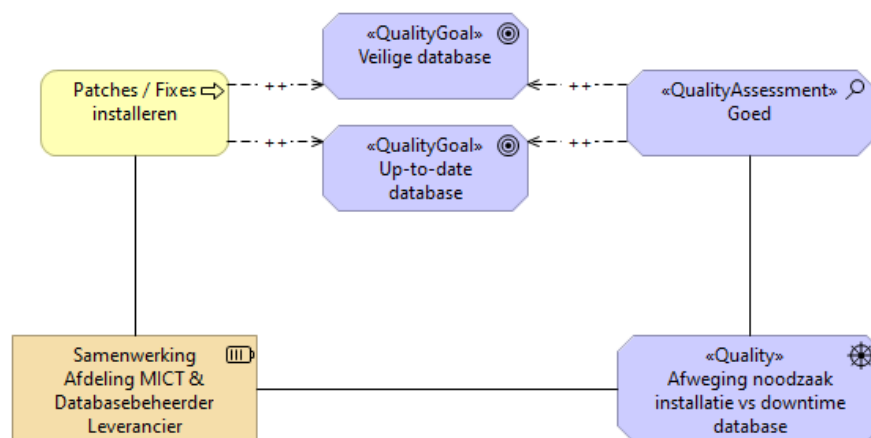 «QualityGoal»
Veilige database
Patches / Fixes
installeren
++
++
«QualityAssessment»
Goed
++
++
«QualityGoal»
Up-to-date
database
Samenwerking
Afdeling MICT &
Databasebeheerder
Leverancier
«Quality»
Afweging noodzaak
installatie vs downtime
database